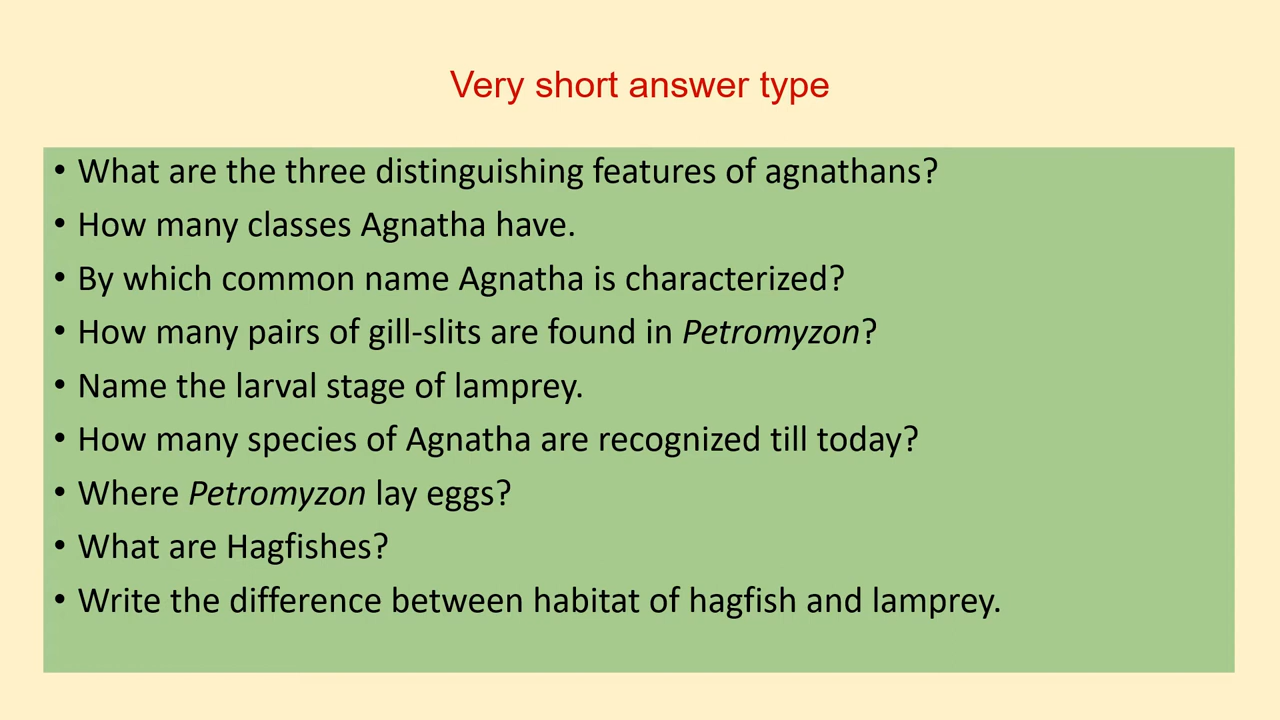 Very short answer type
• What are the three distinguishing features of agnathans?
• How many classes Agnatha have.
• By which common name Agnatha is characterized?
• How many pairs of gill-slits are found in Petromyzon?
• Name the larval stage of lamprey.
• How many species of Agnatha are recognized till today?
• Where Petromyzon lay eggs?
• What are Hagfishes?
• Write the difference between habitat of hagfish and lamprey.